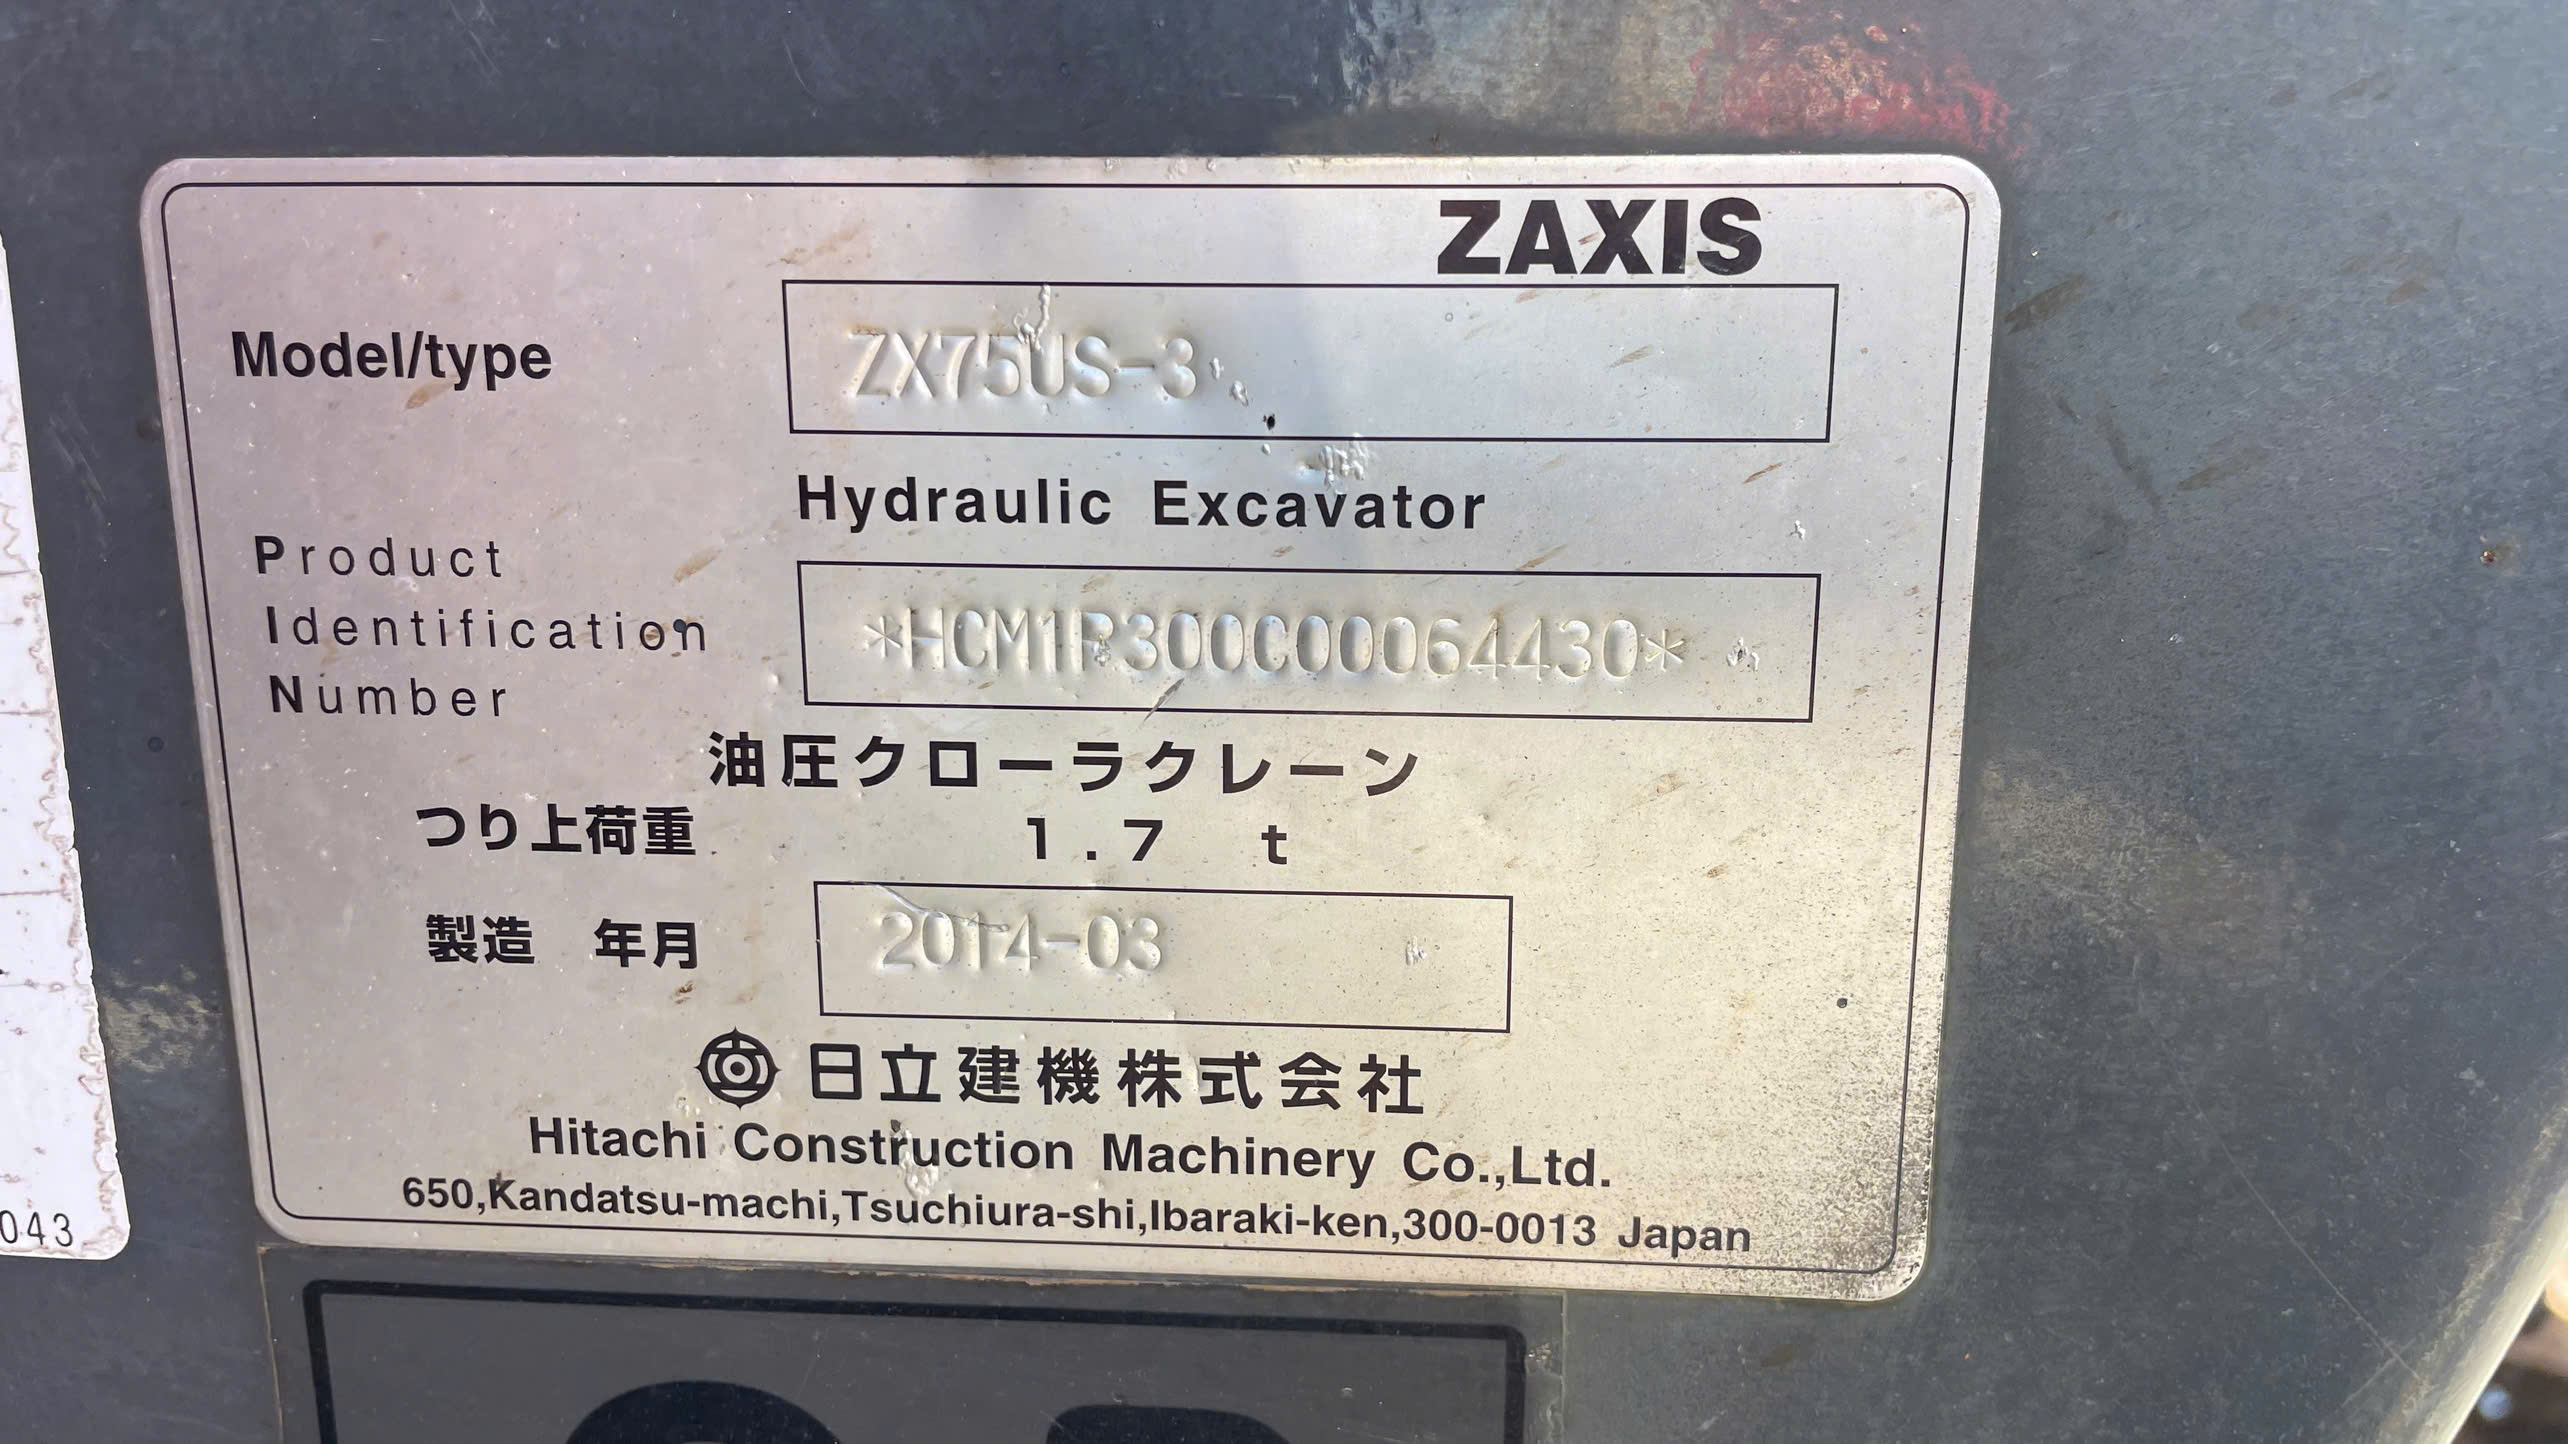 ZAXIS
Model/type ZX75US-3
Hydraulic Excavator
Product
Identification
Number
*HCM1R300C00064430*
油圧クローラクレーン
つり上荷重 1.7 t
製造 年月 2014-03
日立建機株式会社
Hitachi Construction Machinery Co.,Ltd.
650,Kandatsu-machi,Tsuchiura-shi,Ibaraki-ken,300-0013 Japan
043